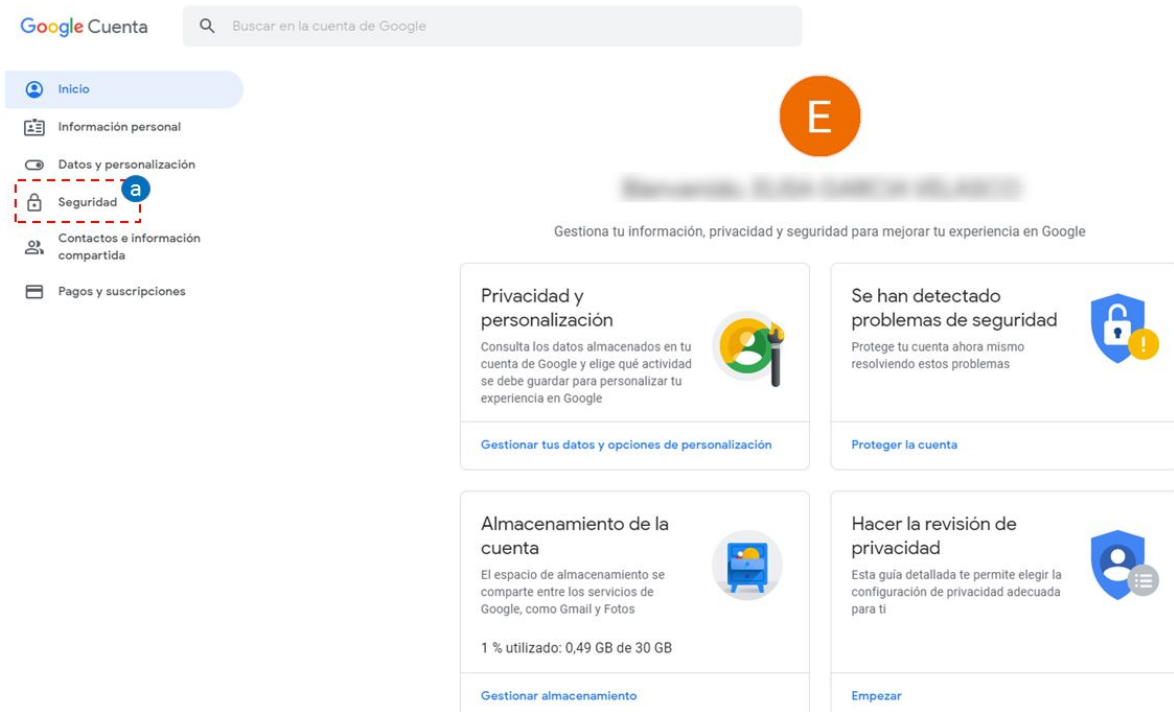 Google Cuenta
Buscar en la cuenta de Google
Inicio
Información personal
Datos y personalización
a
Seguridad
Contactos e información
compartida
Pagos y suscripciones
E
Gestiona tu información, privacidad y seguridad para mejorar tu experiencia en Google
Privacidad y
personalización
Consulta los datos almacenados en tu
cuenta de Google y elige qué actividad
se debe guardar para personalizar tu
experiencia en Google
Gestionar tus datos y opciones de personalización
Se han detectado
problemas de seguridad
Protege tu cuenta ahora mismo
resolviendo estos problemas
Proteger la cuenta
Almacenamiento de la
cuenta
El espacio de almacenamiento se
comparte entre los servicios de
Google, como Gmail y Fotos
1 % utilizado: 0,49 GB de 30 GB
Gestionar almacenamiento
Hacer la revisión de
privacidad
Esta guía detallada te permite elegir la
configuración de privacidad adecuada
para ti
Empezar